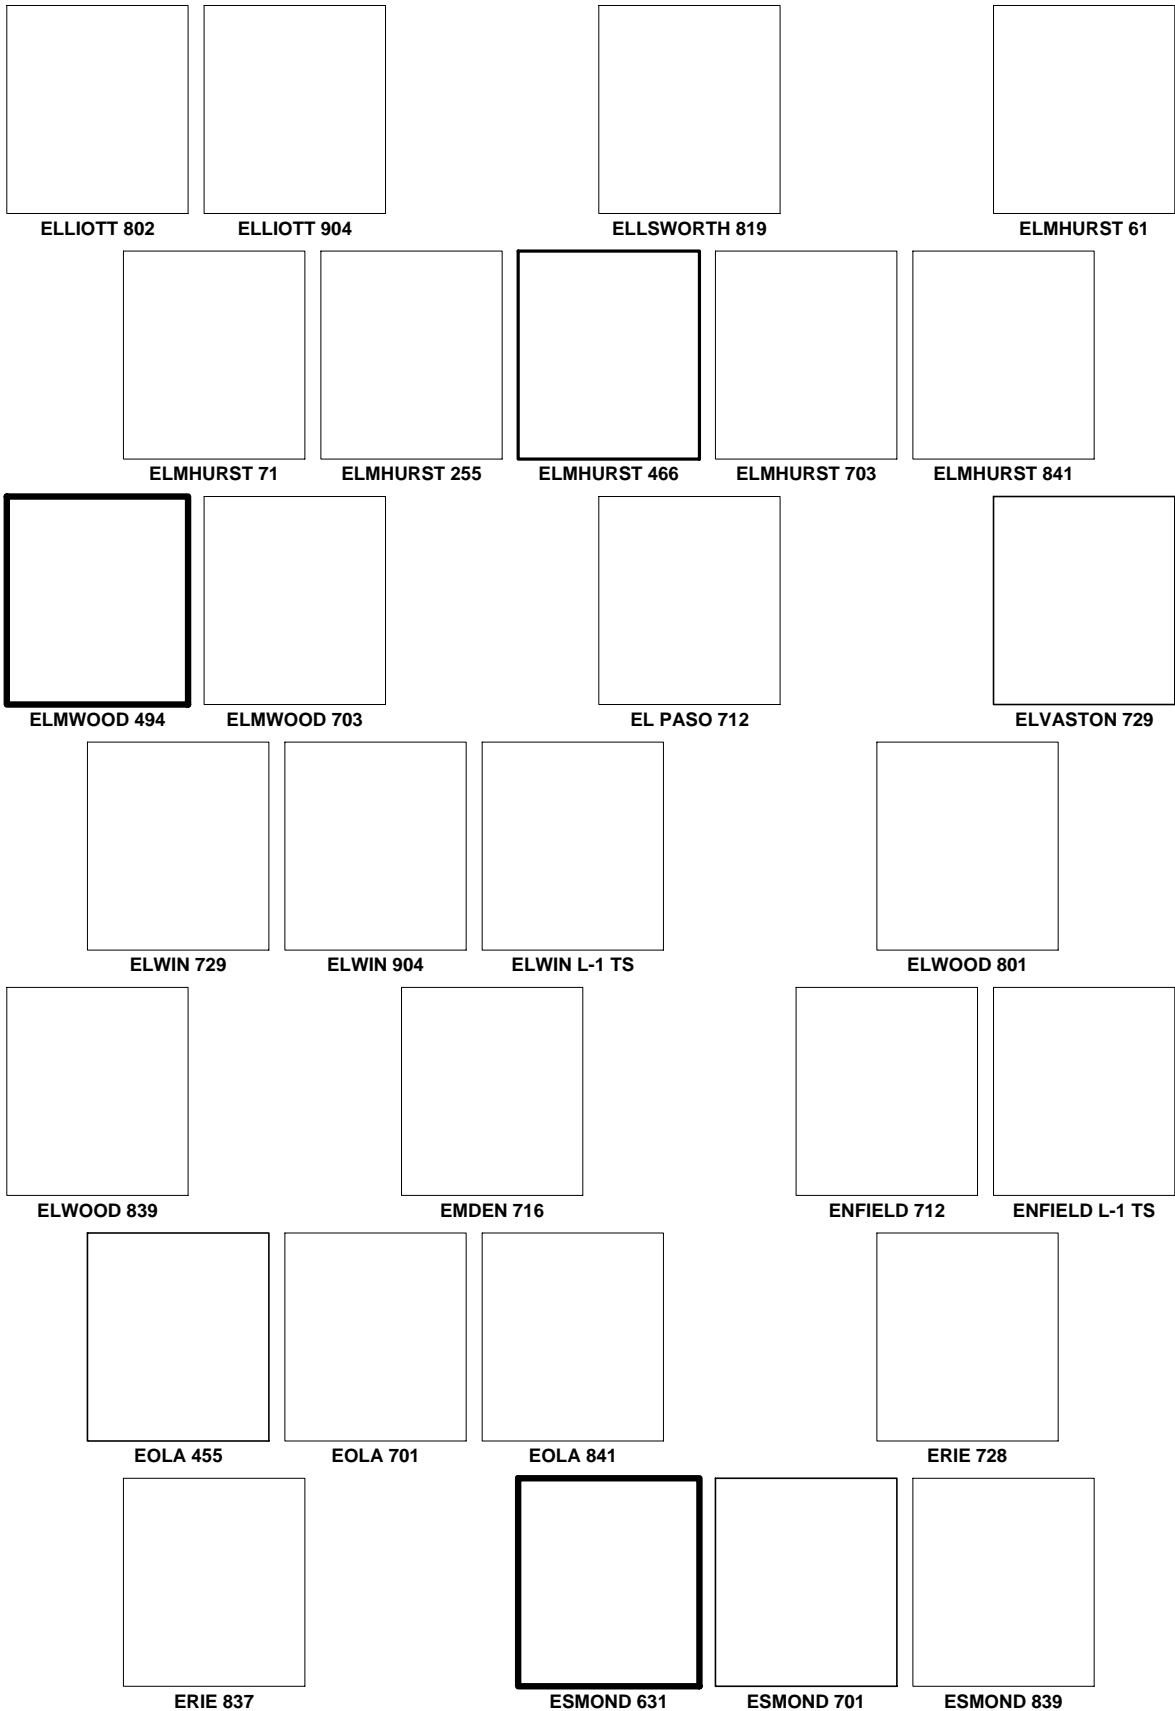 ELLIOTT 802 ELLIOTT 904 ELLSWORTH 819 ELMHURST 61
ELMHURST 71 ELMHURST 255 ELMHURST 466 ELMHURST 703 ELMHURST 841
ELMWOOD 494 ELMWOOD 703 EL PASO 712 ELVASTON 729
ELWIN 729 ELWIN 904 ELWIN L-1 TS ELWOOD 801
ELWOOD 839 EMDEN 716 ENFIELD 712 ENFIELD L-1 TS
EOLA 455 EOLA 701 EOLA 841 ERIE 728
ERIE 837 ESMOND 631 ESMOND 701 ESMOND 839